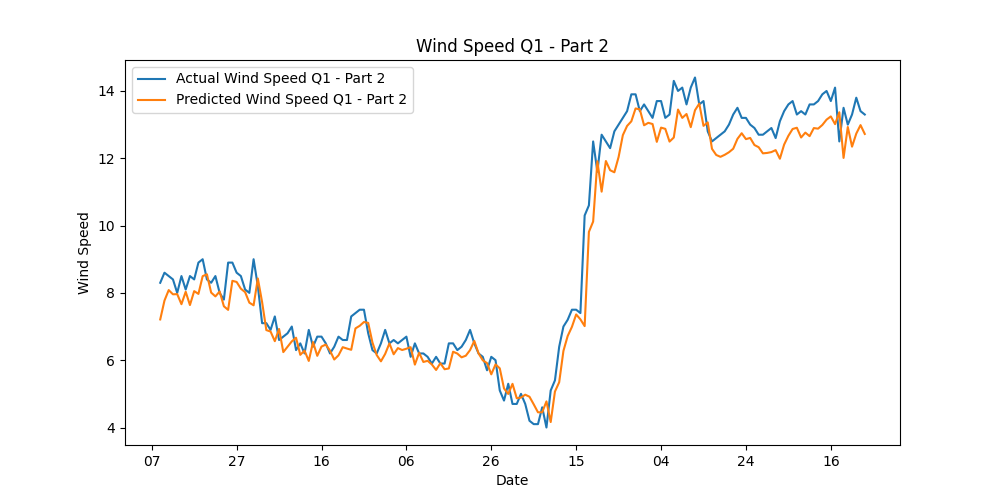 Wind Speed Q1 - Part 2
Actual Wind Speed Q1 - Part 2
Predicted Wind Speed Q1 - Part 2
14
12
10
8
6
4
Wind Speed
07 27 16 06 26 15 04 24 16
Date